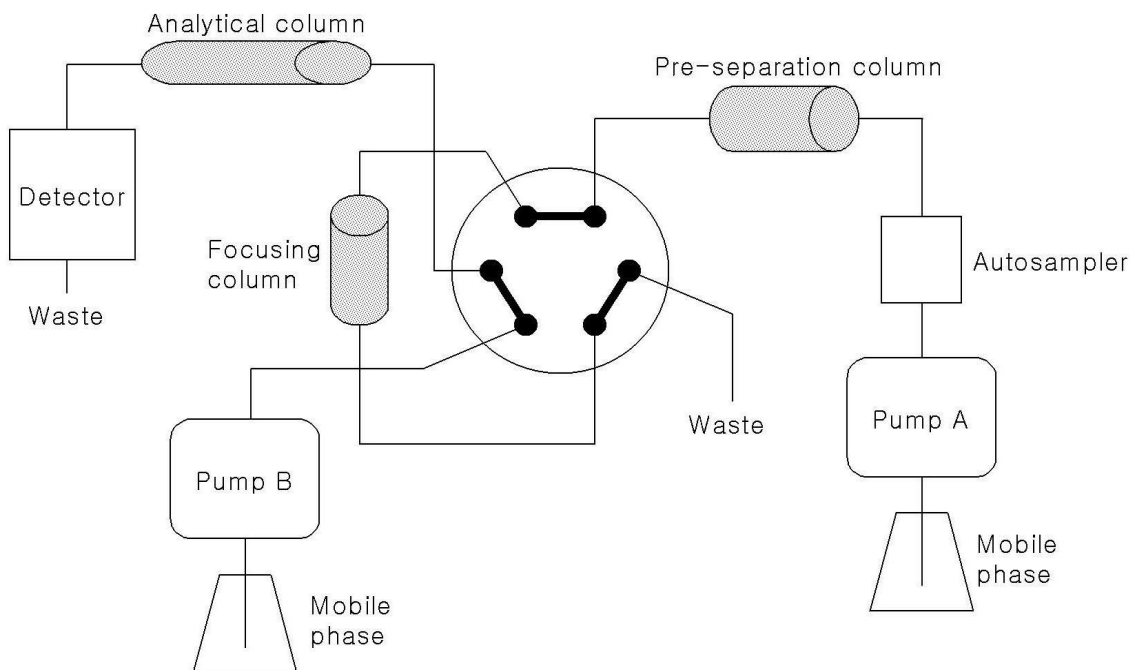 Analytical column
Pre-separation column
Detector
Focusing
column
Autosampler
Waste
Waste
Pump A
Pump B
Mobile
phase
Mobile
phase